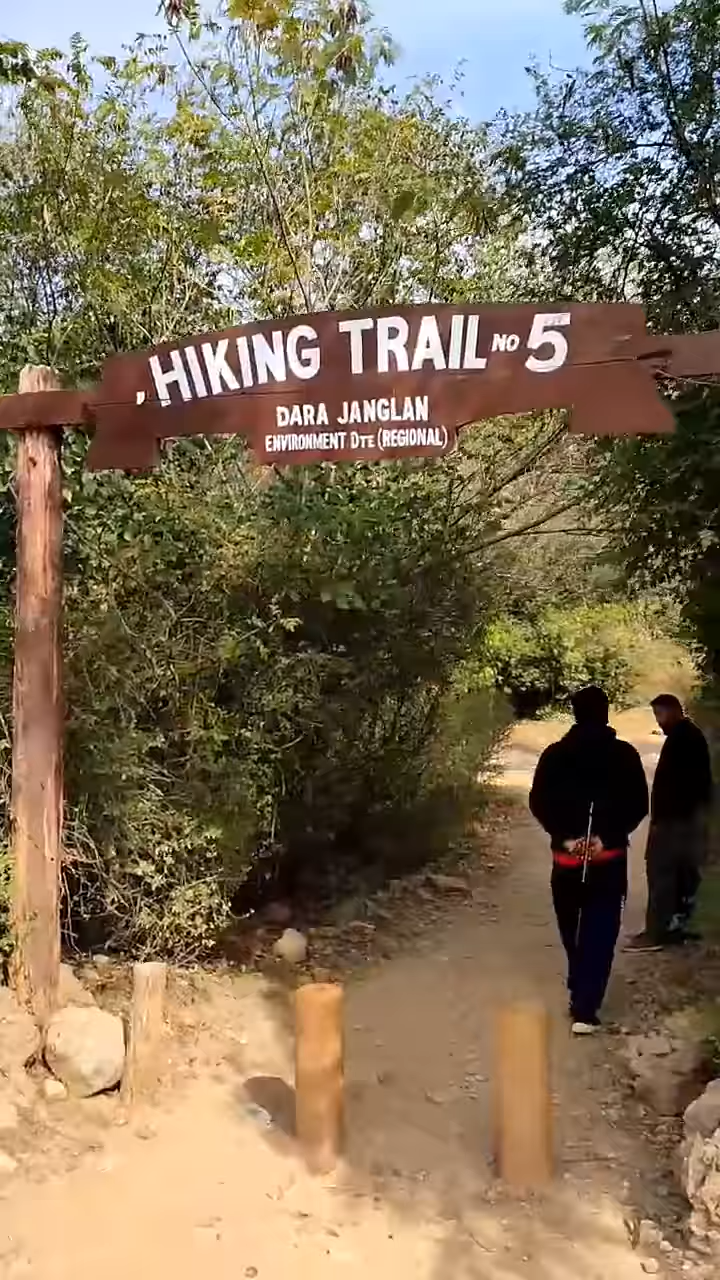 HIKING TRAIL NO 5
DARA JANGLAN
ENVIRONMENT DTE (REGIONAL)